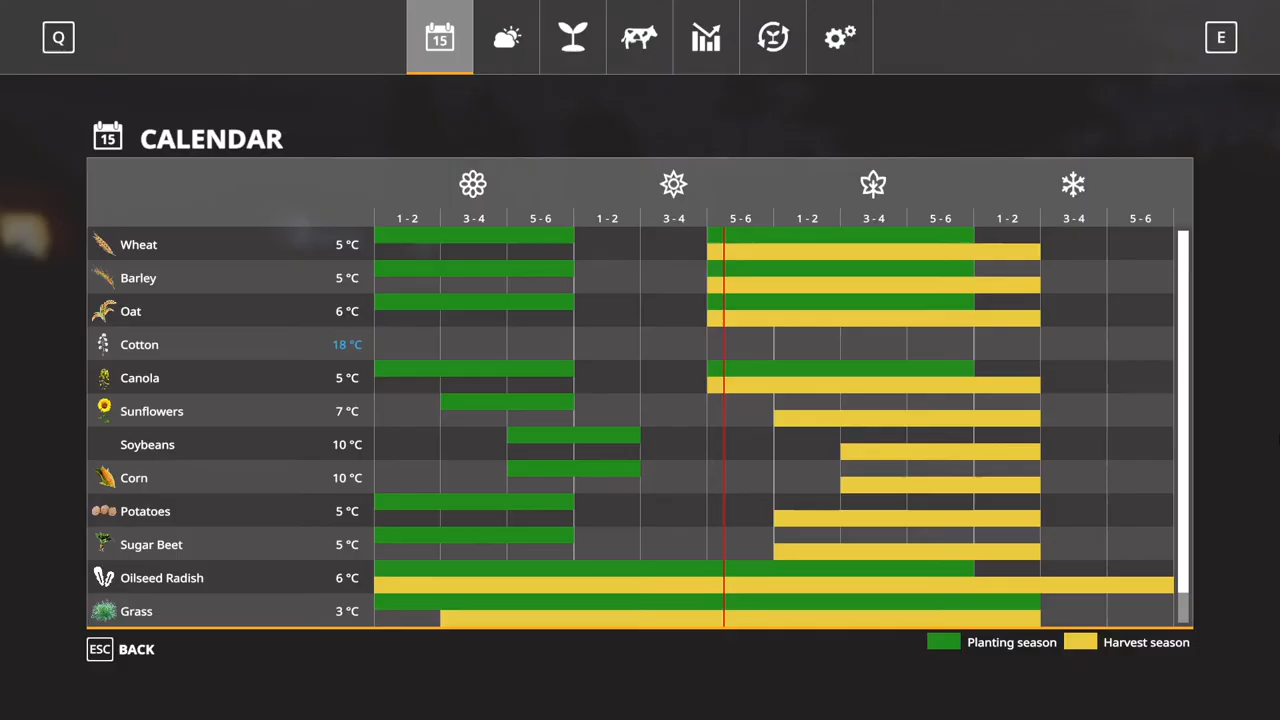 Q
15
E
15 CALENDAR
1 - 2 3 - 4 5 - 6 1 - 2 3 - 4 5 - 6 1 - 2 3 - 4 5 - 6 1 - 2 3 - 4 5 - 6
Wheat 5 °C
Barley 5 °C
Oat 6 °C
Cotton 18 °C
Canola 5 °C
Sunflowers 7 °C
Soybeans 10 °C
Corn 10 °C
Potatoes 5 °C
Sugar Beet 5 °C
Oilseed Radish 6 °C
Grass 3 °C
ESC BACK
Planting season Harvest season